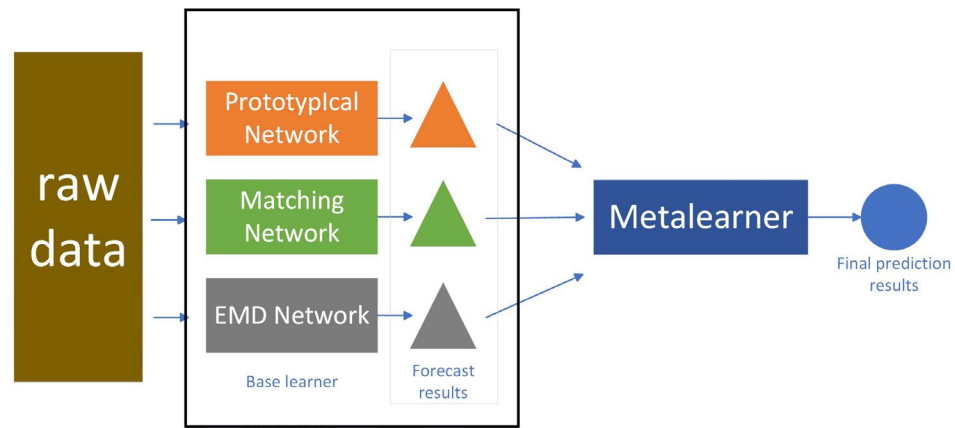 raw
data
PrototypIcal
Network
Matching
Network
EMD Network
Base learner
Forecast
results
Metalearner
Final prediction
results